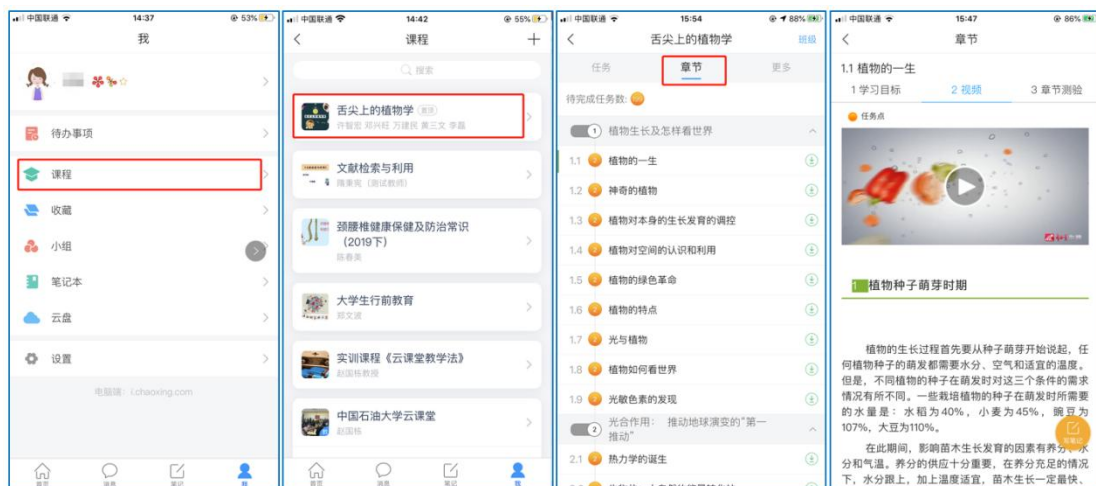 中国联通
14:37
53%
我
待办事项
课程
收藏
小组
笔记本
云盘
设置
电脑端：i.chaoxing.com
首页
消息
笔记
我
中国联通
14:42
55%
课程
搜索
舌尖上的植物学
许智宏 邓兴旺 万建民 黄三文 李磊
文献检索与利用
隋秉宪（测试教师）
颈腰椎健康保健及防治常识
（2019下）
陈春美
大学生行前教育
郑文波
实训课程《云课堂教学法》
赵国栋教授
中国石油大学云课堂
赵国栋
首页
消息
笔记
我
中国联通
15:54
88%
舌尖上的植物学
班级
任务
章节
更多
待完成任务数:
1 植物生长及怎样看世界
1.1 植物的一生
1.2 神奇的植物
1.3 植物对本身的生长发育的调控
1.4 植物对空间的认识和利用
1.5 植物的绿色革命
1.6 植物的特点
1.7 光与植物
1.8 植物如何看世界
1.9 光敏色素的发现
2 光合作用： 推动地球演变的"第一
推动"
2.1 热力学的诞生
中国联通
15:47
86%
章节
1.1 植物的一生
1 学习目标
2 视频
3 章节测验
任务点
1 植物种子萌芽时期
植物的生长过程首先要从种子萌芽开始说起，任
何植物种子的萌发都需要水分、空气和适宜的温度。
但是，不同植物的种子在萌发时对这三个条件的需求
情况有所不同。一些栽培植物的种子在萌发时所需要
的水量是：水稻为40%，小麦为45%，豌豆为
107%，大豆为110%。
在此期间，影响苗木生长发育的因素有养分、水
分和气温。养分的供应十分重要，在养分充足的情况
下，水分跟上，加上温度适宜，苗木生长一定最快、
写笔记